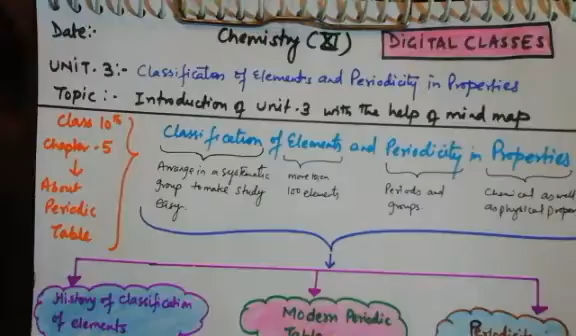 Date:-
Chemistry (XI)
DIGITAL CLASSES
UNIT.3:- Classification of Elements and Periodicity in Properties
Topic:- Introduction of Unit.3 with the help of mind map
Class 10th
Chapter-5
About
Periodic
Table
Classification of Elements and Periodicity in Properties
Arrange in a systematic
group to make study
easy.
more than
100 elements
Periods and
groups.
Chemical as well
as physical proper
History of classification
of elements
Modern Periodic
Table
Periodicity